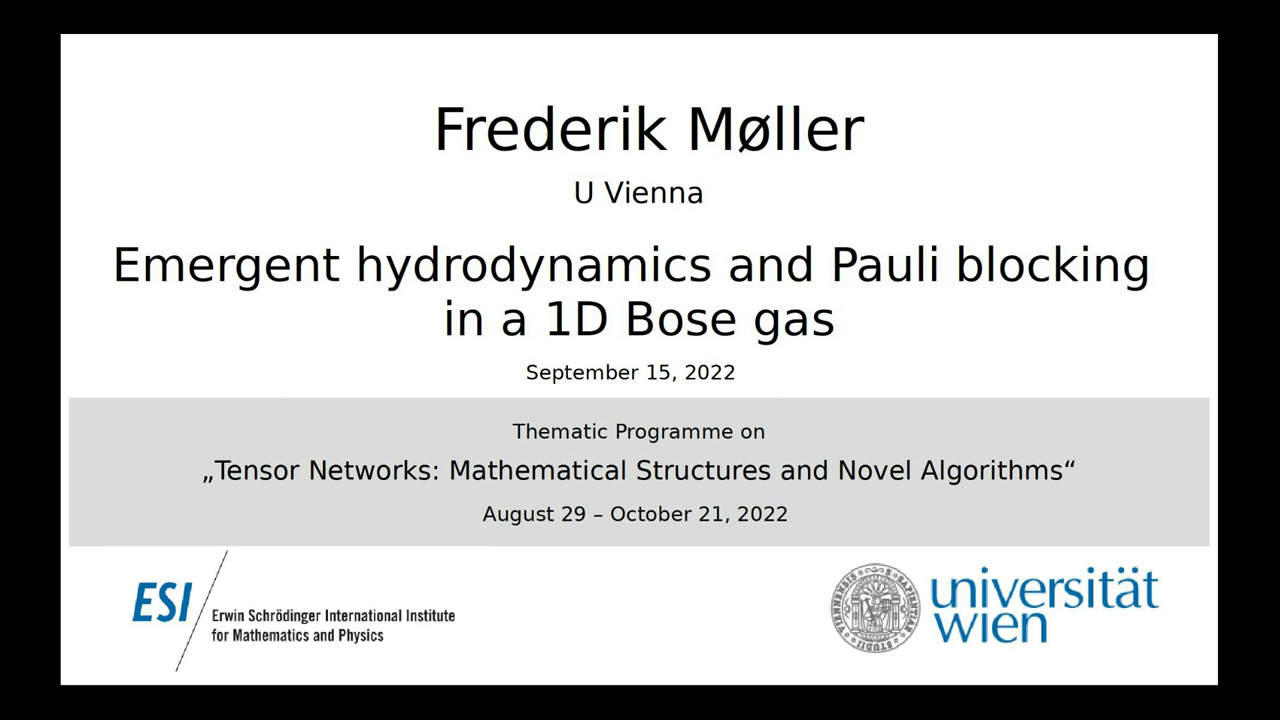 Frederik Møller
U Vienna
Emergent hydrodynamics and Pauli blocking
in a 1D Bose gas
September 15, 2022
Thematic Programme on
„Tensor Networks: Mathematical Structures and Novel Algorithms“
August 29 – October 21, 2022
ESI
Erwin Schrödinger International Institute
for Mathematics and Physics
universität
wien